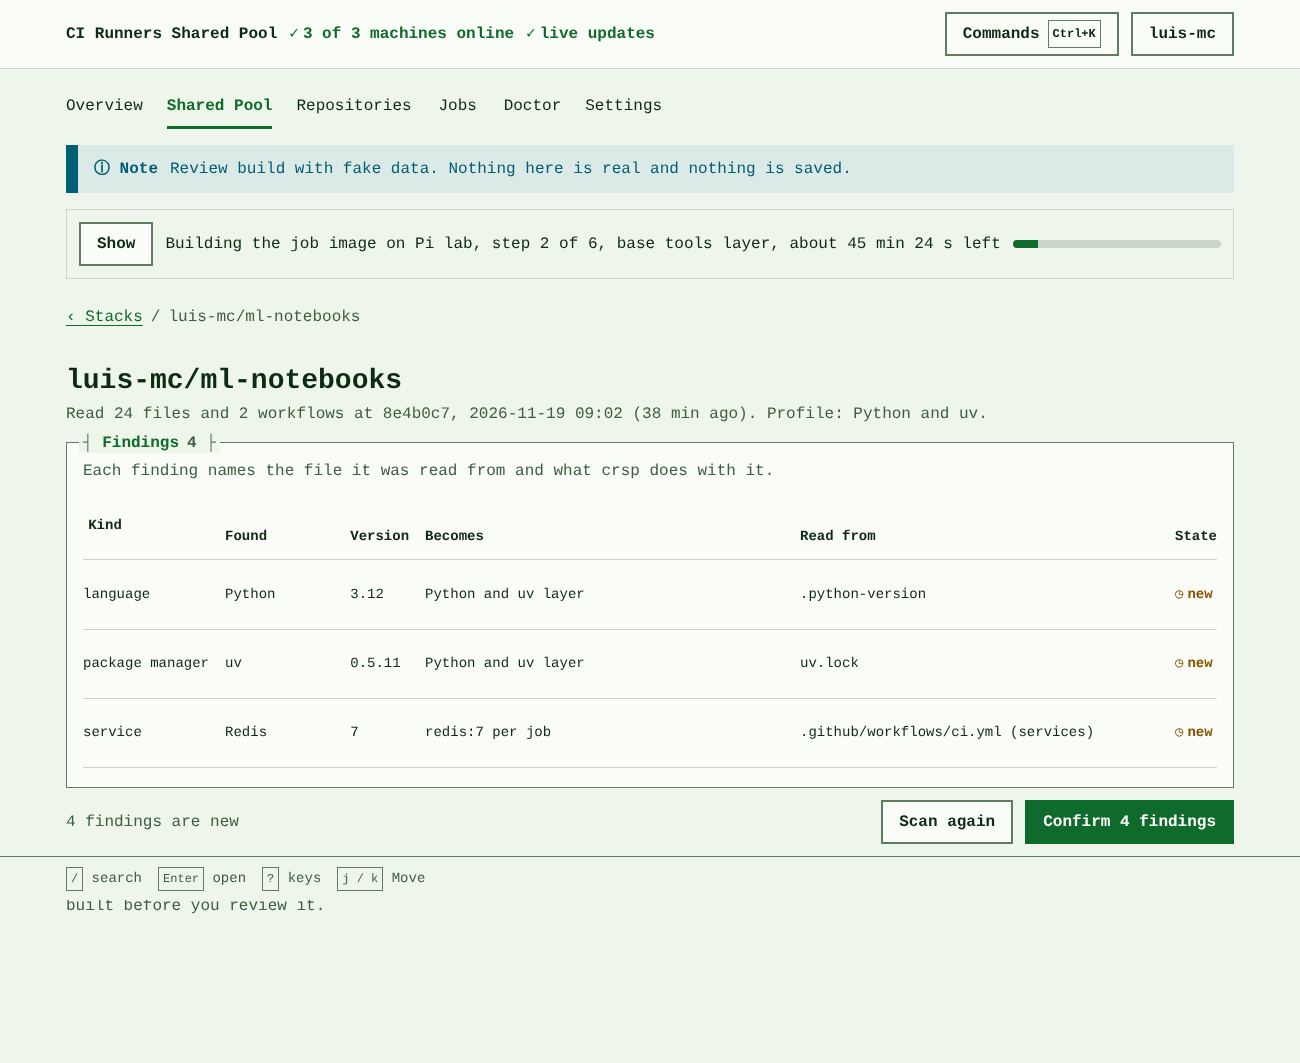 CI Runners Shared Pool ✓ 3 of 3 machines online ✓ live updates Commands Ctrl+K luis-mc
Overview Shared Pool Repositories Jobs Doctor Settings
ⓘ Note Review build with fake data. Nothing here is real and nothing is saved.
Show Building the job image on Pi lab, step 2 of 6, base tools layer, about 45 min 24 s left
‹ Stacks / luis-mc/ml-notebooks
luis-mc/ml-notebooks
Read 24 files and 2 workflows at 8e4b0c7, 2026-11-19 09:02 (38 min ago). Profile: Python and uv.
Findings 4
Each finding names the file it was read from and what crsp does with it.
Kind Found Version Becomes Read from State
language Python 3.12 Python and uv layer .python-version ◷ new
package manager uv 0.5.11 Python and uv layer uv.lock ◷ new
service Redis 7 redis:7 per job .github/workflows/ci.yml (services) ◷ new
4 findings are new Scan again Confirm 4 findings
/ search Enter open ? keys j / k Move
built before you review it.